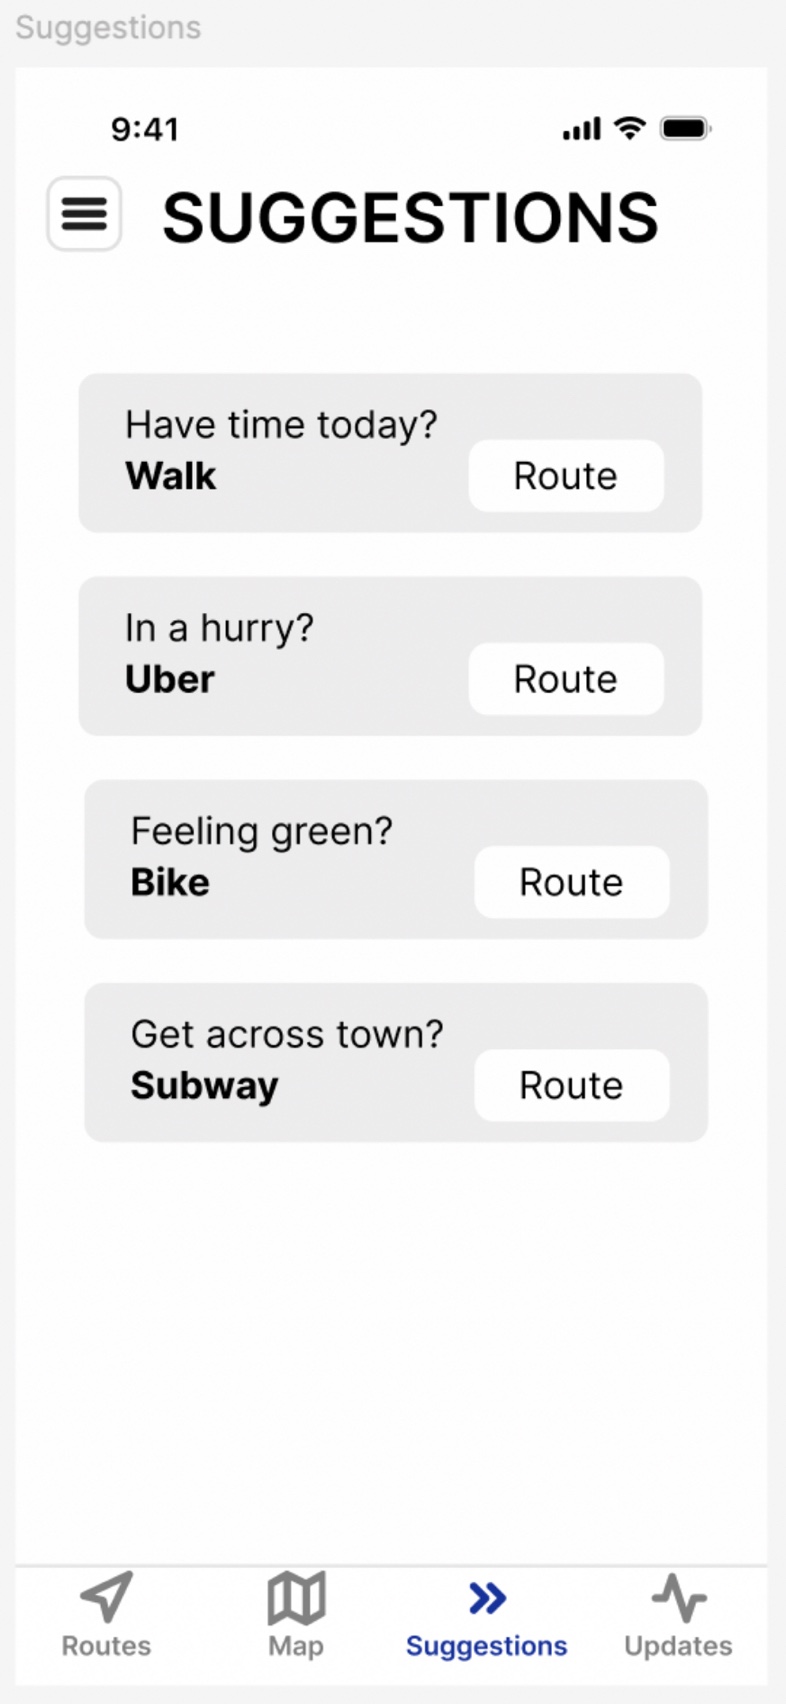 Suggestions
9:41
SUGGESTIONS
Have time today?
Walk
Route
In a hurry?
Uber
Route
Feeling green?
Bike
Route
Get across town?
Subway
Route
Routes
Map
Suggestions
Updates